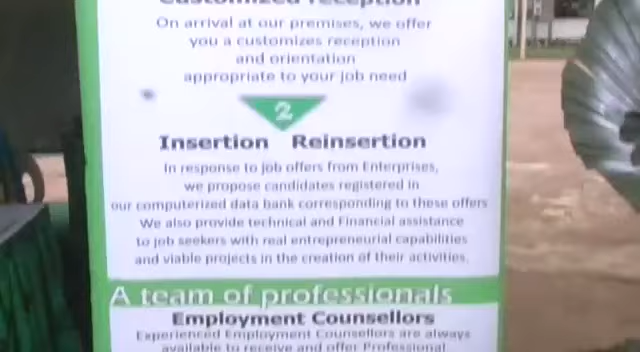 Customized reception
On arrival at our premises, we offer
you a customizes reception
and orientation
appropriate to your job need
2
Insertion Reinsertion
In response to job offers from Enterprises,
we propose candidates registered in
our computerized data bank corresponding to these offers
We also provide technical and Financial assistance
to job seekers with real entrepreneurial capabilities
and viable projects in the creation of their activities.
A team of professionals
Employment Counsellors
Experienced Employment Counsellors are always
available to receive and offer Professional